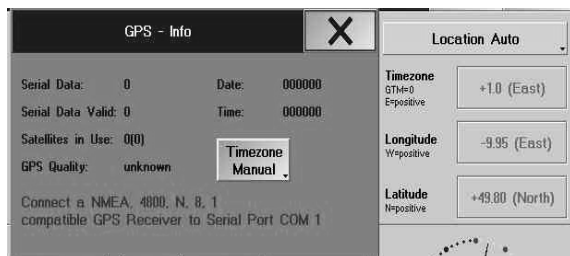 GPS - Info
X
Serial Data: 0 Date: 000000
Serial Data Valid: 0 Time: 000000
Satellites in Use: 0(0)
GPS Quality: unknown
Timezone
Manual
Connect a NMEA, 4800, N, 8, 1
compatible GPS Receiver to Serial Port COM 1
Location Auto
Timezone
GTM=0
E=positive
+1.0 (East)
Longitude
W=positive
-9.95 (East)
Latitude
N=positive
+49.80 (North)